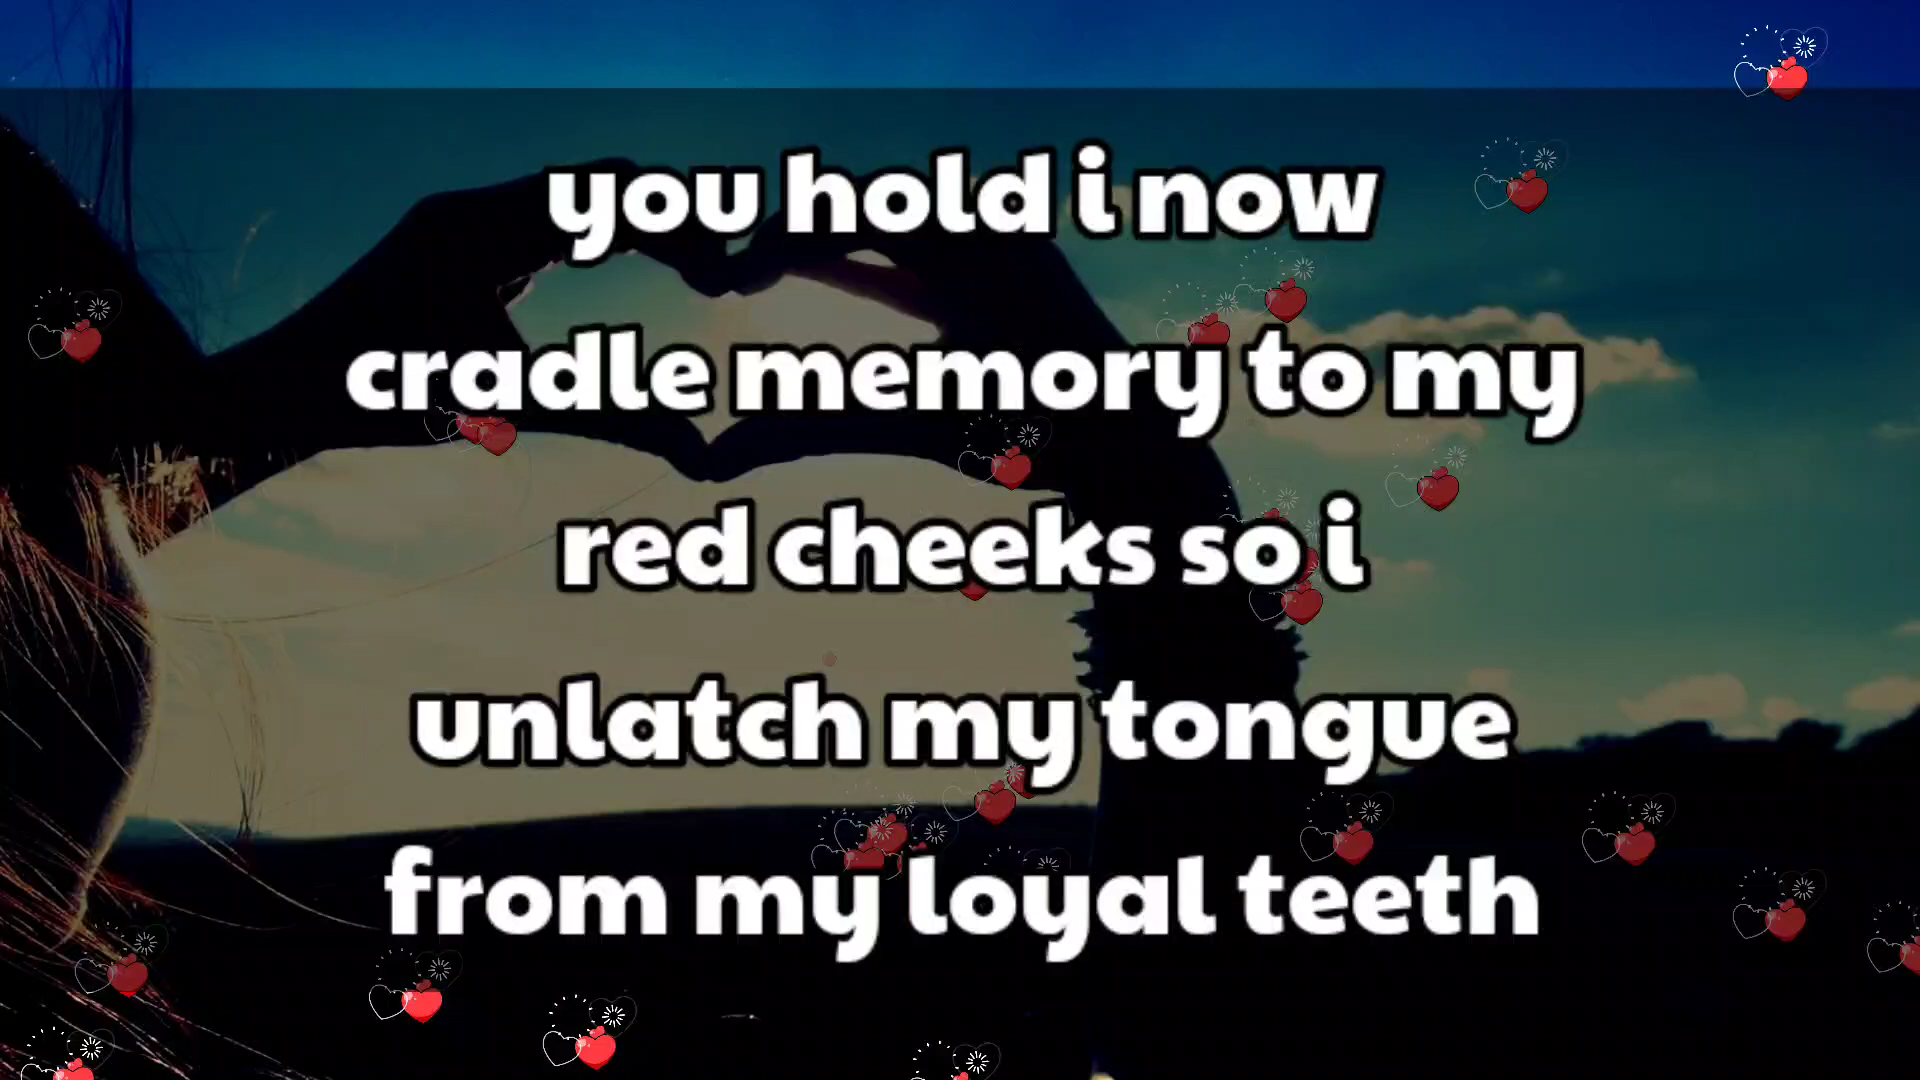 you hold i now
cradle memory to my
red cheeks so i
unlatch my tongue
from my loyal teeth